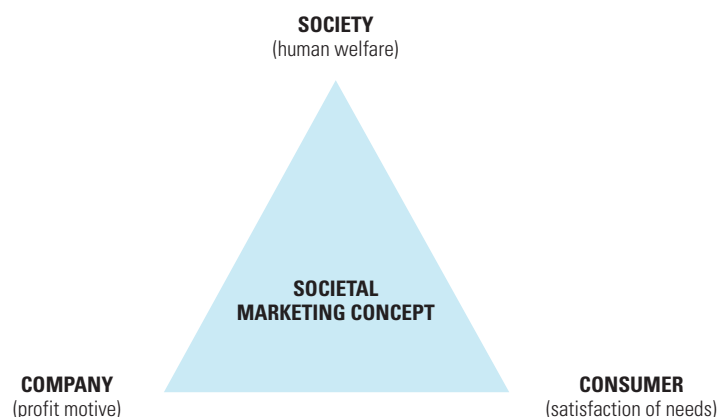 SOCIETY
(human welfare)
SOCIETAL
MARKETING CONCEPT
COMPANY
(profit motive)
CONSUMER
(satisfaction of needs)